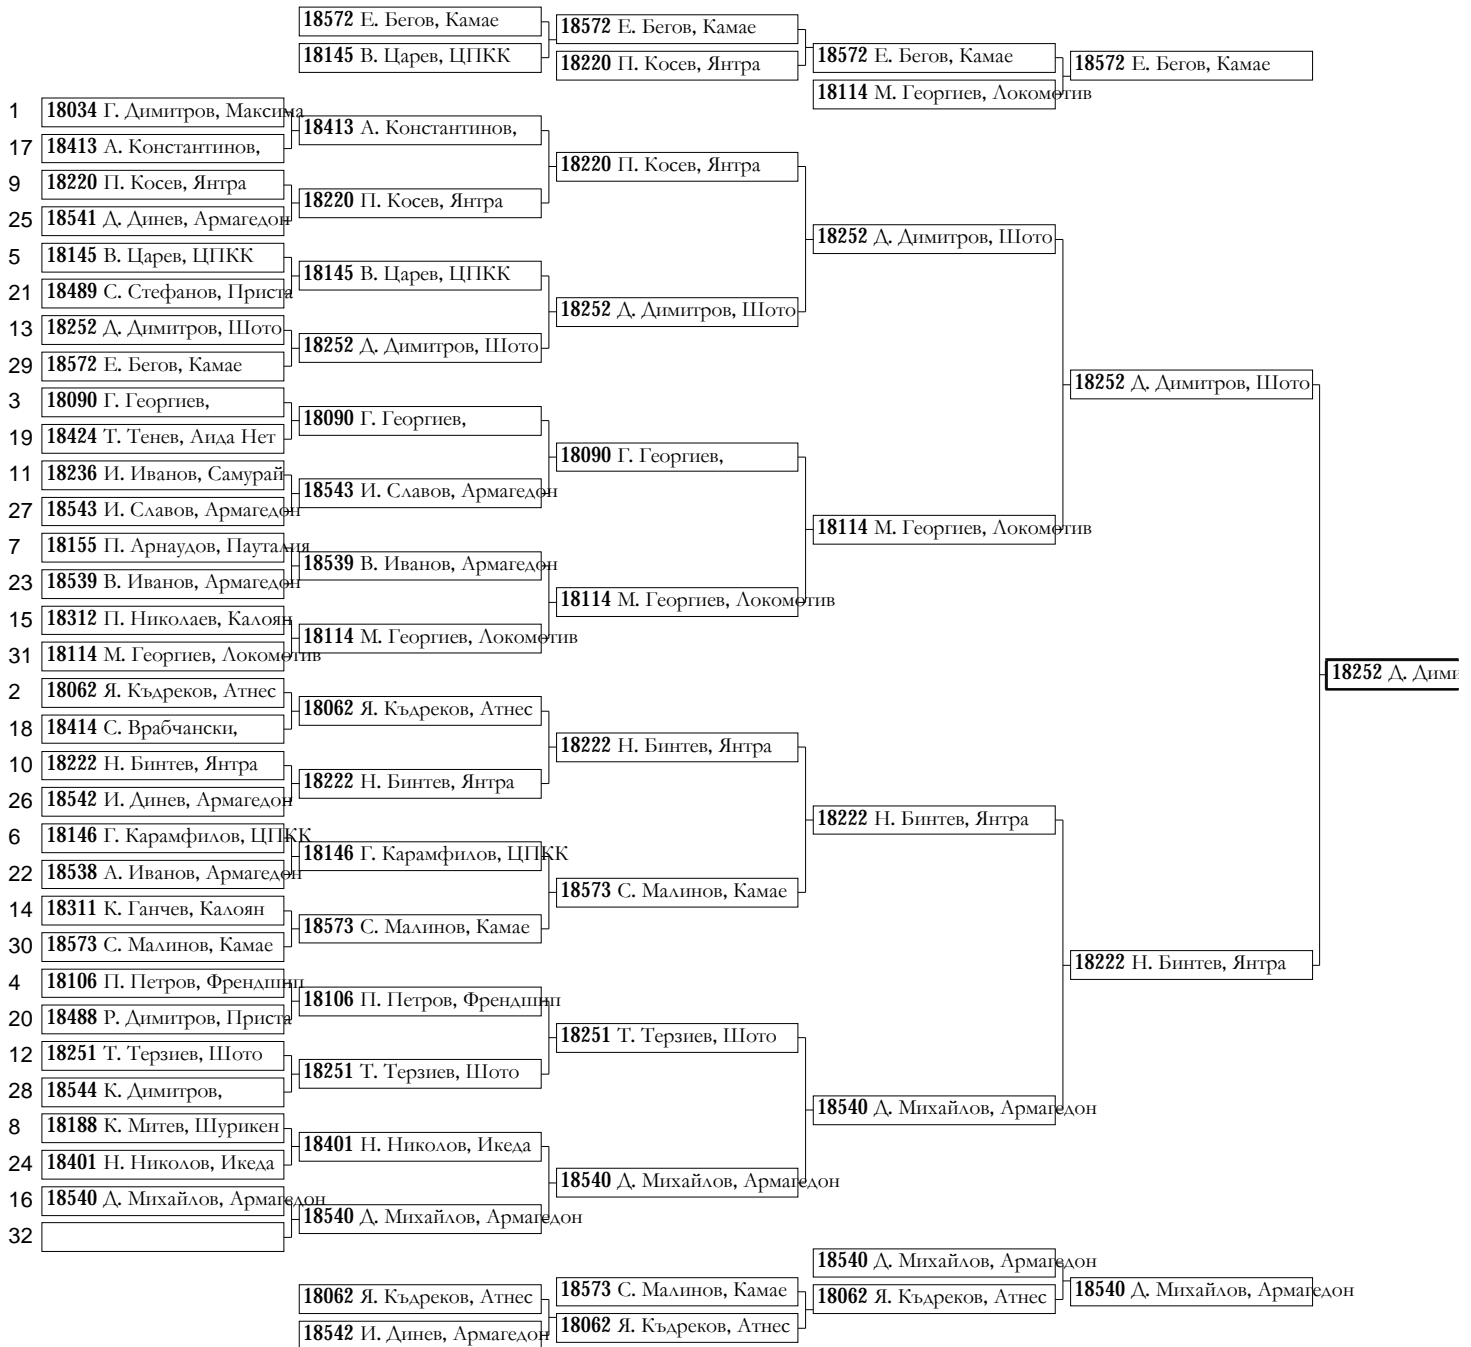 18572 Е. Бегов, Камае
18145 В. Царев, ЦПКК
18572 Е. Бегов, Камае
18220 П. Косев, Янтра
18572 Е. Бегов, Камае
18114 М. Георгиев, Локомотив
18572 Е. Бегов, Камае
1 18034 Г. Димитров, Максима
17 18413 А. Константинов,
9 18220 П. Косев, Янтра
25 18541 Д. Динев, Армагедон
5 18145 В. Царев, ЦПКК
21 18489 С. Стефанов, Приста
13 18252 Д. Димитров, Шото
29 18572 Е. Бегов, Камае
3 18090 Г. Георгиев,
19 18424 Т. Тенев, Аида Нет
11 18236 И. Иванов, Самурай
27 18543 И. Славов, Армагедон
7 18155 П. Арнаудов, Пауталия
23 18539 В. Иванов, Армагедон
15 18312 П. Николаев, Калоян
31 18114 М. Георгиев, Локомотив
2 18062 Я. Къдреков, Атнес
18 18414 С. Врабчански,
10 18222 Н. Бинтев, Янтра
26 18542 И. Динев, Армагедон
6 18146 Г. Карамфилов, ЦПКК
22 18538 А. Иванов, Армагедон
14 18311 К. Ганчев, Калоян
30 18573 С. Малинов, Камае
4 18106 П. Петров, Френдшип
20 18488 Р. Димитров, Приста
12 18251 Т. Терзиев, Шото
28 18544 К. Димитров,
8 18188 К. Митев, Шурикен
24 18401 Н. Николов, Икеда
16 18540 Д. Михайлов, Армагедон
32
18413 А. Константинов,
18220 П. Косев, Янтра
18145 В. Царев, ЦПКК
18252 Д. Димитров, Шото
18090 Г. Георгиев,
18543 И. Славов, Армагедон
18539 В. Иванов, Армагедон
18114 М. Георгиев, Локомотив
18062 Я. Къдреков, Атнес
18222 Н. Бинтев, Янтра
18146 Г. Карамфилов, ЦПКК
18573 С. Малинов, Камае
18106 П. Петров, Френдшип
18251 Т. Терзиев, Шото
18401 Н. Николов, Икеда
18540 Д. Михайлов, Армагедон
18220 П. Косев, Янтра
18252 Д. Димитров, Шото
18090 Г. Георгиев,
18114 М. Георгиев, Локомотив
18222 Н. Бинтев, Янтра
18573 С. Малинов, Камае
18251 Т. Терзиев, Шото
18540 Д. Михайлов, Армагедон
18252 Д. Димитров, Шото
18114 М. Георгиев, Локомотив
18222 Н. Бинтев, Янтра
18540 Д. Михайлов, Армагедон
18252 Д. Димитров, Шото
18222 Н. Бинтев, Янтра
18252 Д. Дими
18062 Я. Къдреков, Атнес
18542 И. Динев, Армагедон
18573 С. Малинов, Камае
18062 Я. Къдреков, Атнес
18540 Д. Михайлов, Армагедон
18062 Я. Къдреков, Атнес
18540 Д. Михайлов, Армагедон